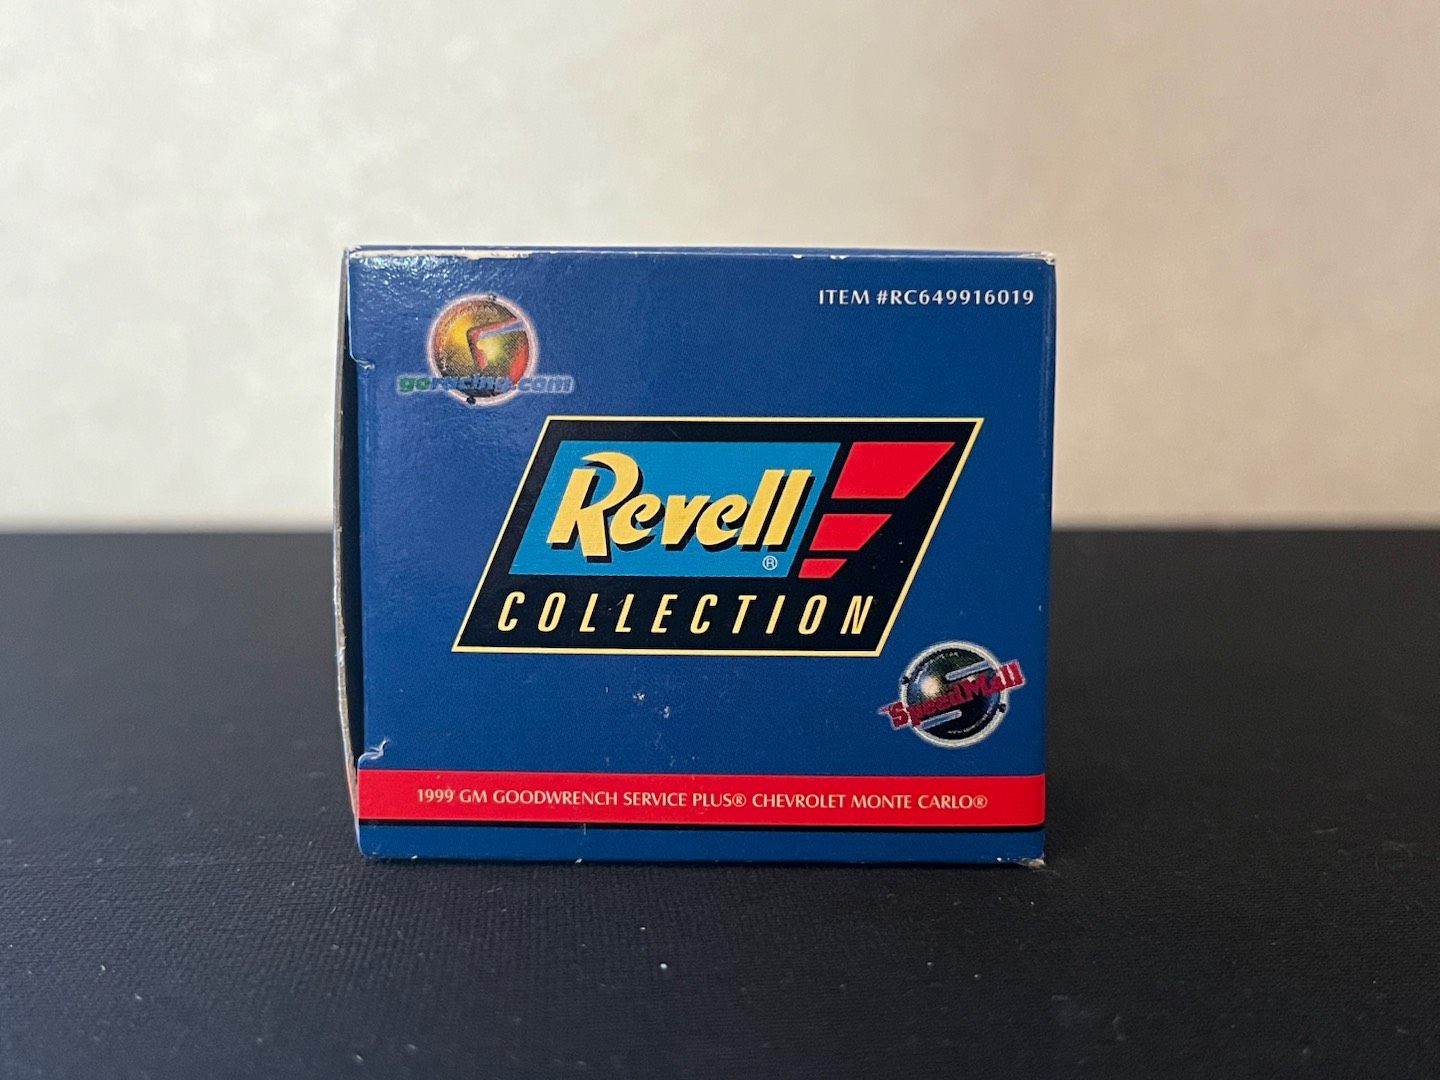 ITEM #RC649916019
goracing.com
Revell®
COLLECTION
SpeedMall
1999 GM GOODWRENCH SERVICE PLUS® CHEVROLET MONTE CARLO®